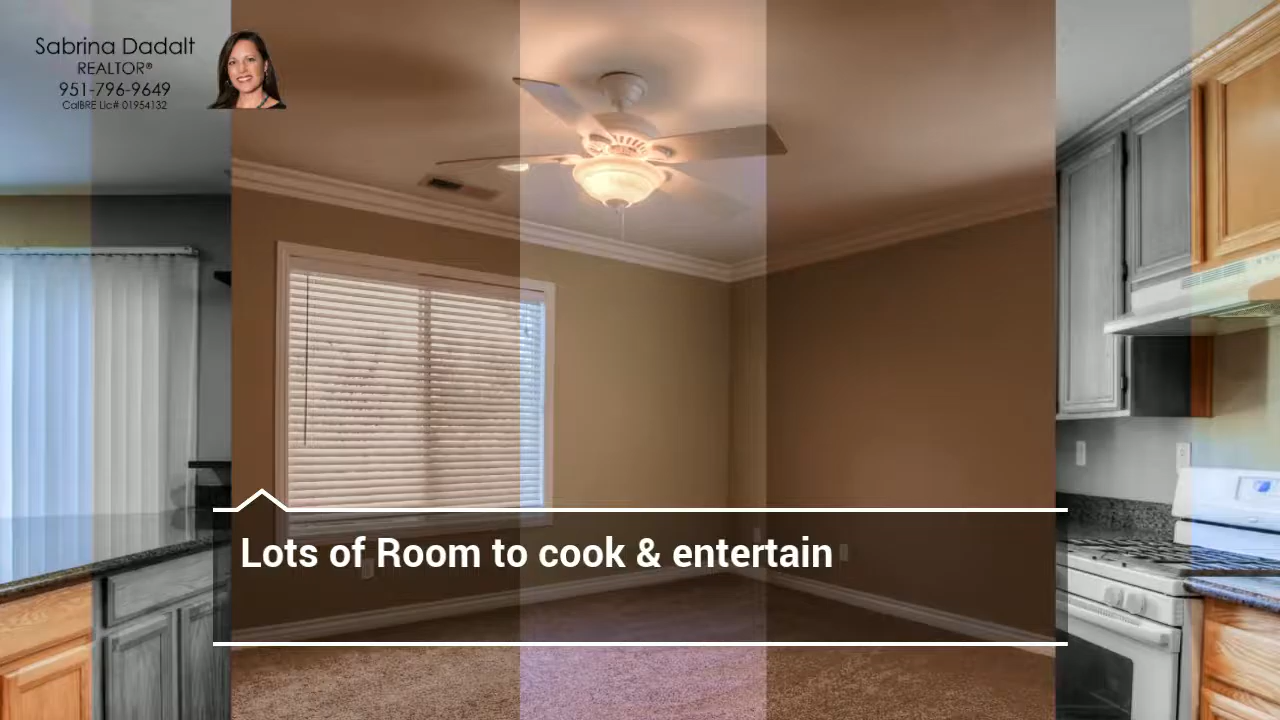 Sabrina Dadalt
REALTOR®
951-796-9649
CalBRE Lic# 01954132
Lots of Room to cook & entertain